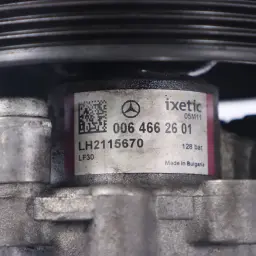 ixetic
05M11
006 466 26 01
LH2115670
128 bar
LF30
Made in Bulgaria